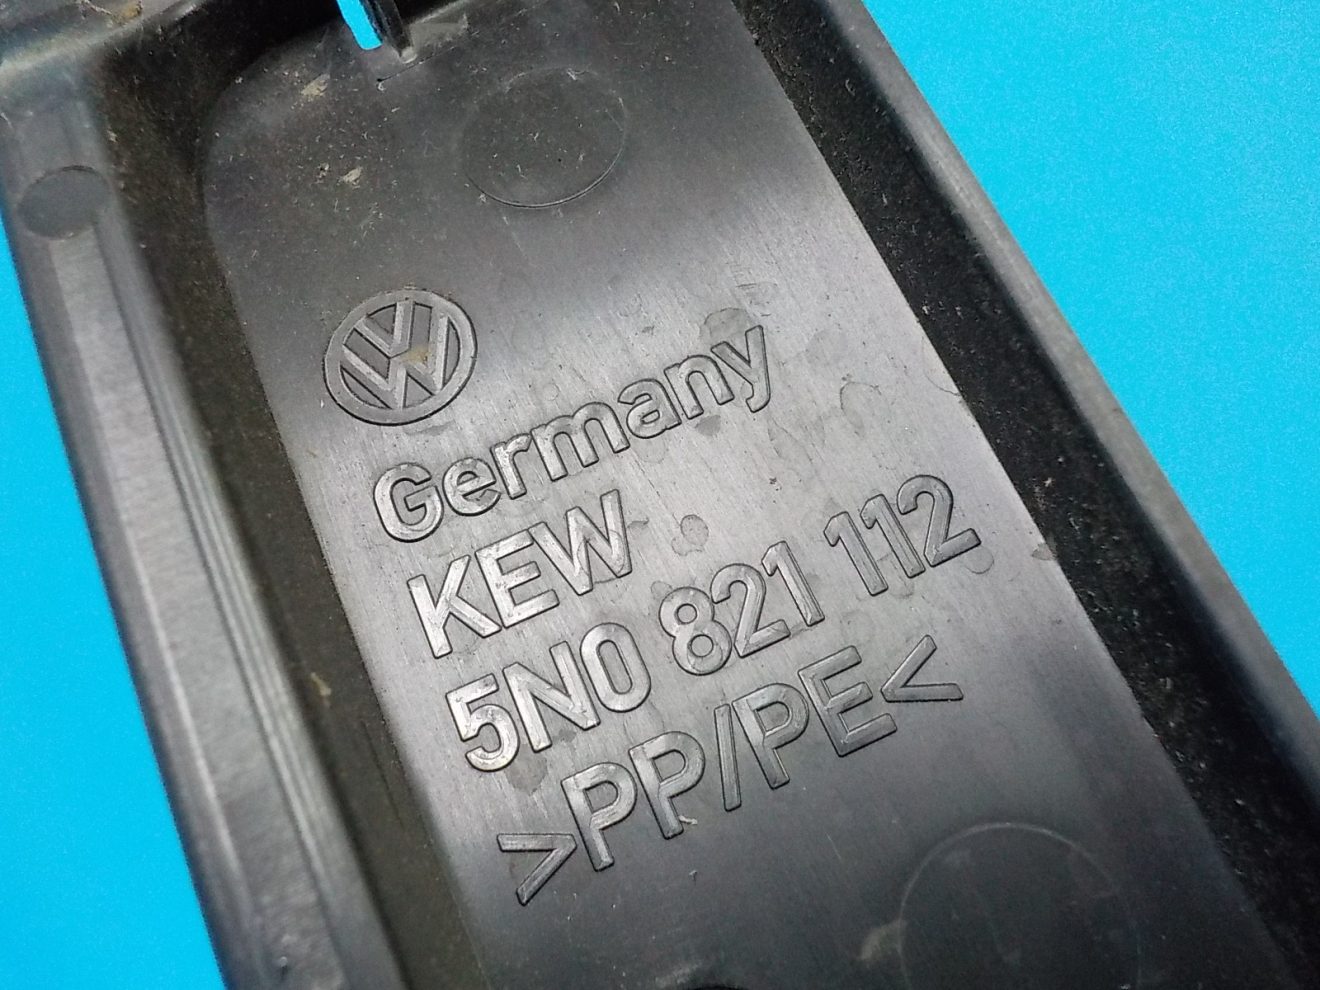 Germany
KEW
5N0 821 112
>PP/PE<